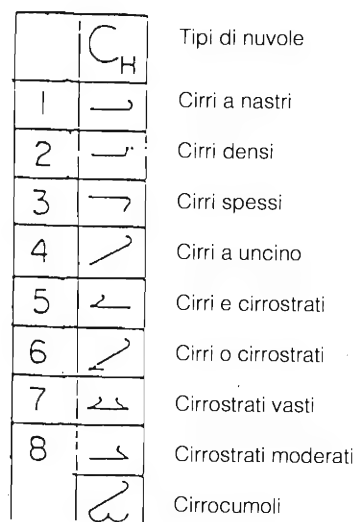 CH Tipi di nuvole
1 Cirri a nastri
2 Cirri densi
3 Cirri spessi
4 Cirri a uncino
5 Cirri e cirrostrati
6 Cirri o cirrostrati
7 Cirrostrati vasti
8 Cirrostrati moderati
Cirrocumoli